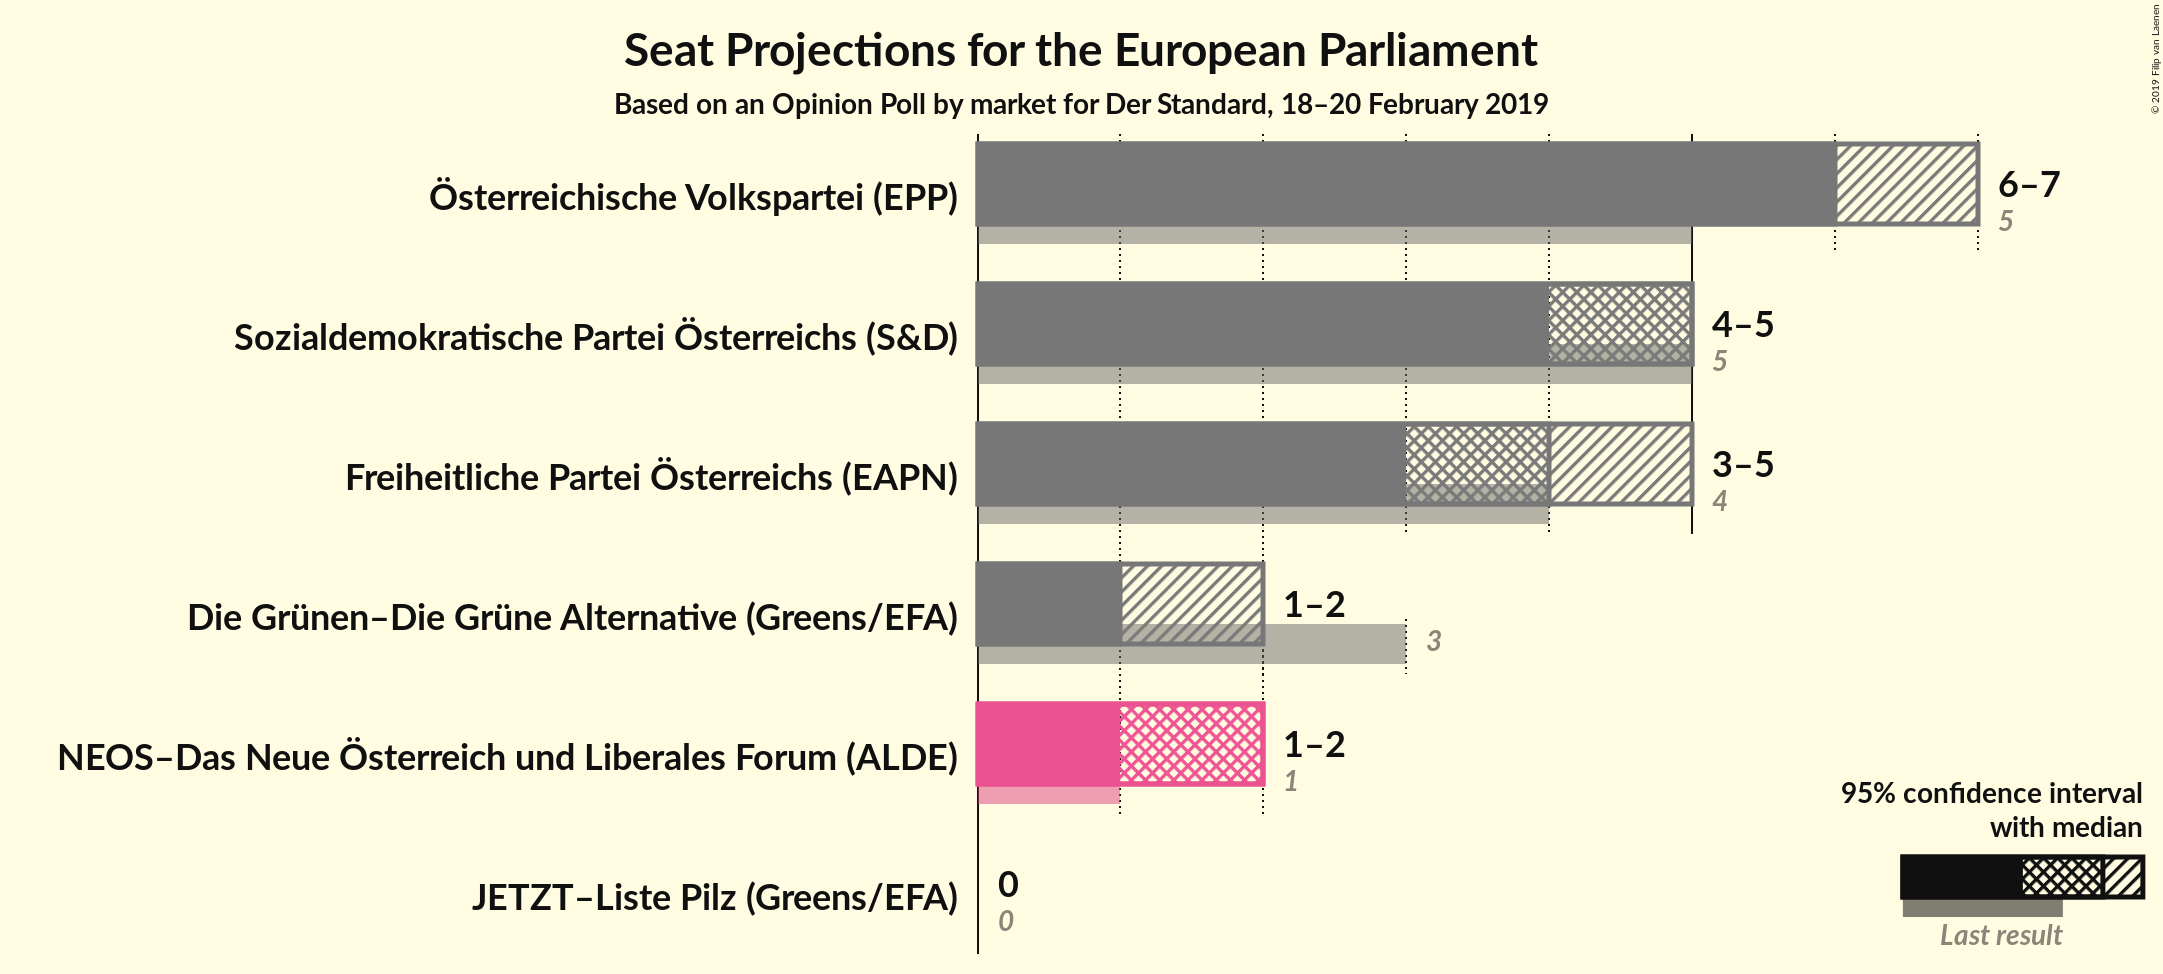 Seat Projections for the European Parliament
Based on an Opinion Poll by market for Der Standard, 18–20 February 2019
© 2019 Filip van Laenen
Österreichische Volkspartei (EPP)
6–7
5
Sozialdemokratische Partei Österreichs (S&D)
4–5
5
Freiheitliche Partei Österreichs (EAPN)
3–5
4
Die Grünen–Die Grüne Alternative (Greens/EFA)
1–2
3
NEOS–Das Neue Österreich und Liberales Forum (ALDE)
1–2
1
JETZT–Liste Pilz (Greens/EFA)
0
0
95% confidence interval
with median
Last result